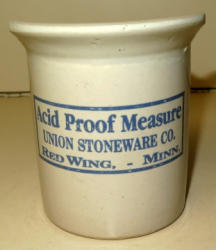 Acid Proof Measure
UNION STONEWARE CO.
RED WING, - MINN.